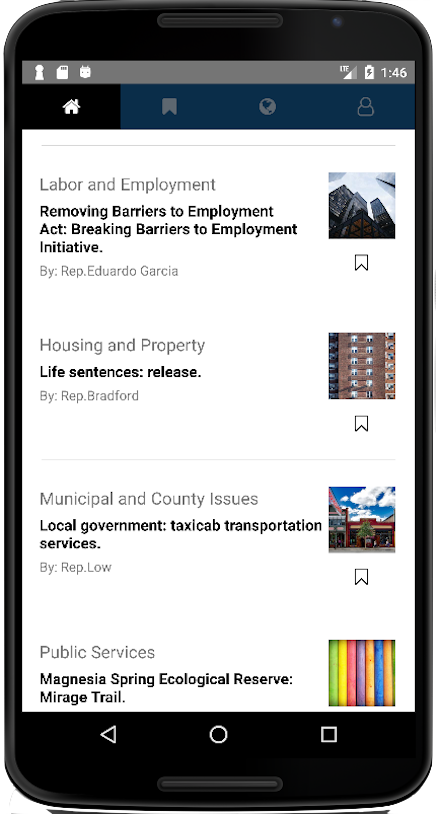 LTE 1:46
Labor and Employment
Removing Barriers to Employment
Act: Breaking Barriers to Employment
Initiative.
By: Rep.Eduardo Garcia
Housing and Property
Life sentences: release.
By: Rep.Bradford
Municipal and County Issues
Local government: taxicab transportation
services.
By: Rep.Low
Public Services
Magnesia Spring Ecological Reserve:
Mirage Trail.